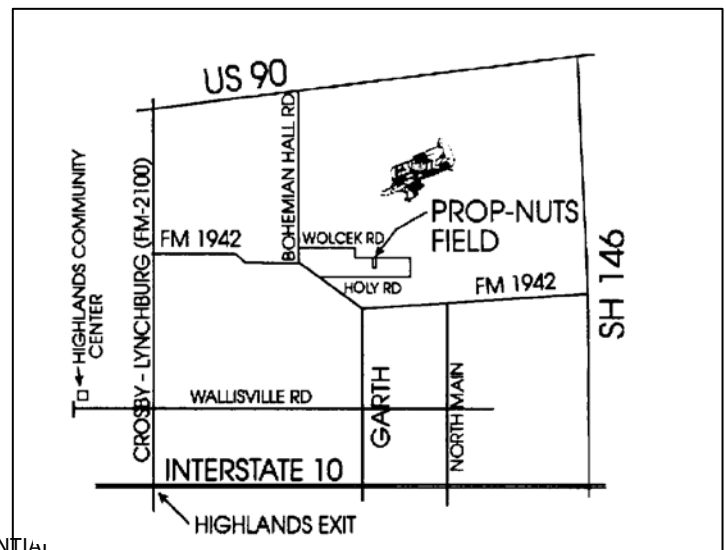 US 90
BOHEMIAN HALL RD
HIGHLANDS COMMUNITY
CENTER
CROSBY - LYNCHBURG (FM-2100)
PROP-NUTS
FIELD
FM 1942
WOLCEK RD
HOLY RD
FM 1942
SH 146
WALLISVILLE RD
GARTH
NORTH MAIN
INTERSTATE 10
HIGHLANDS EXIT